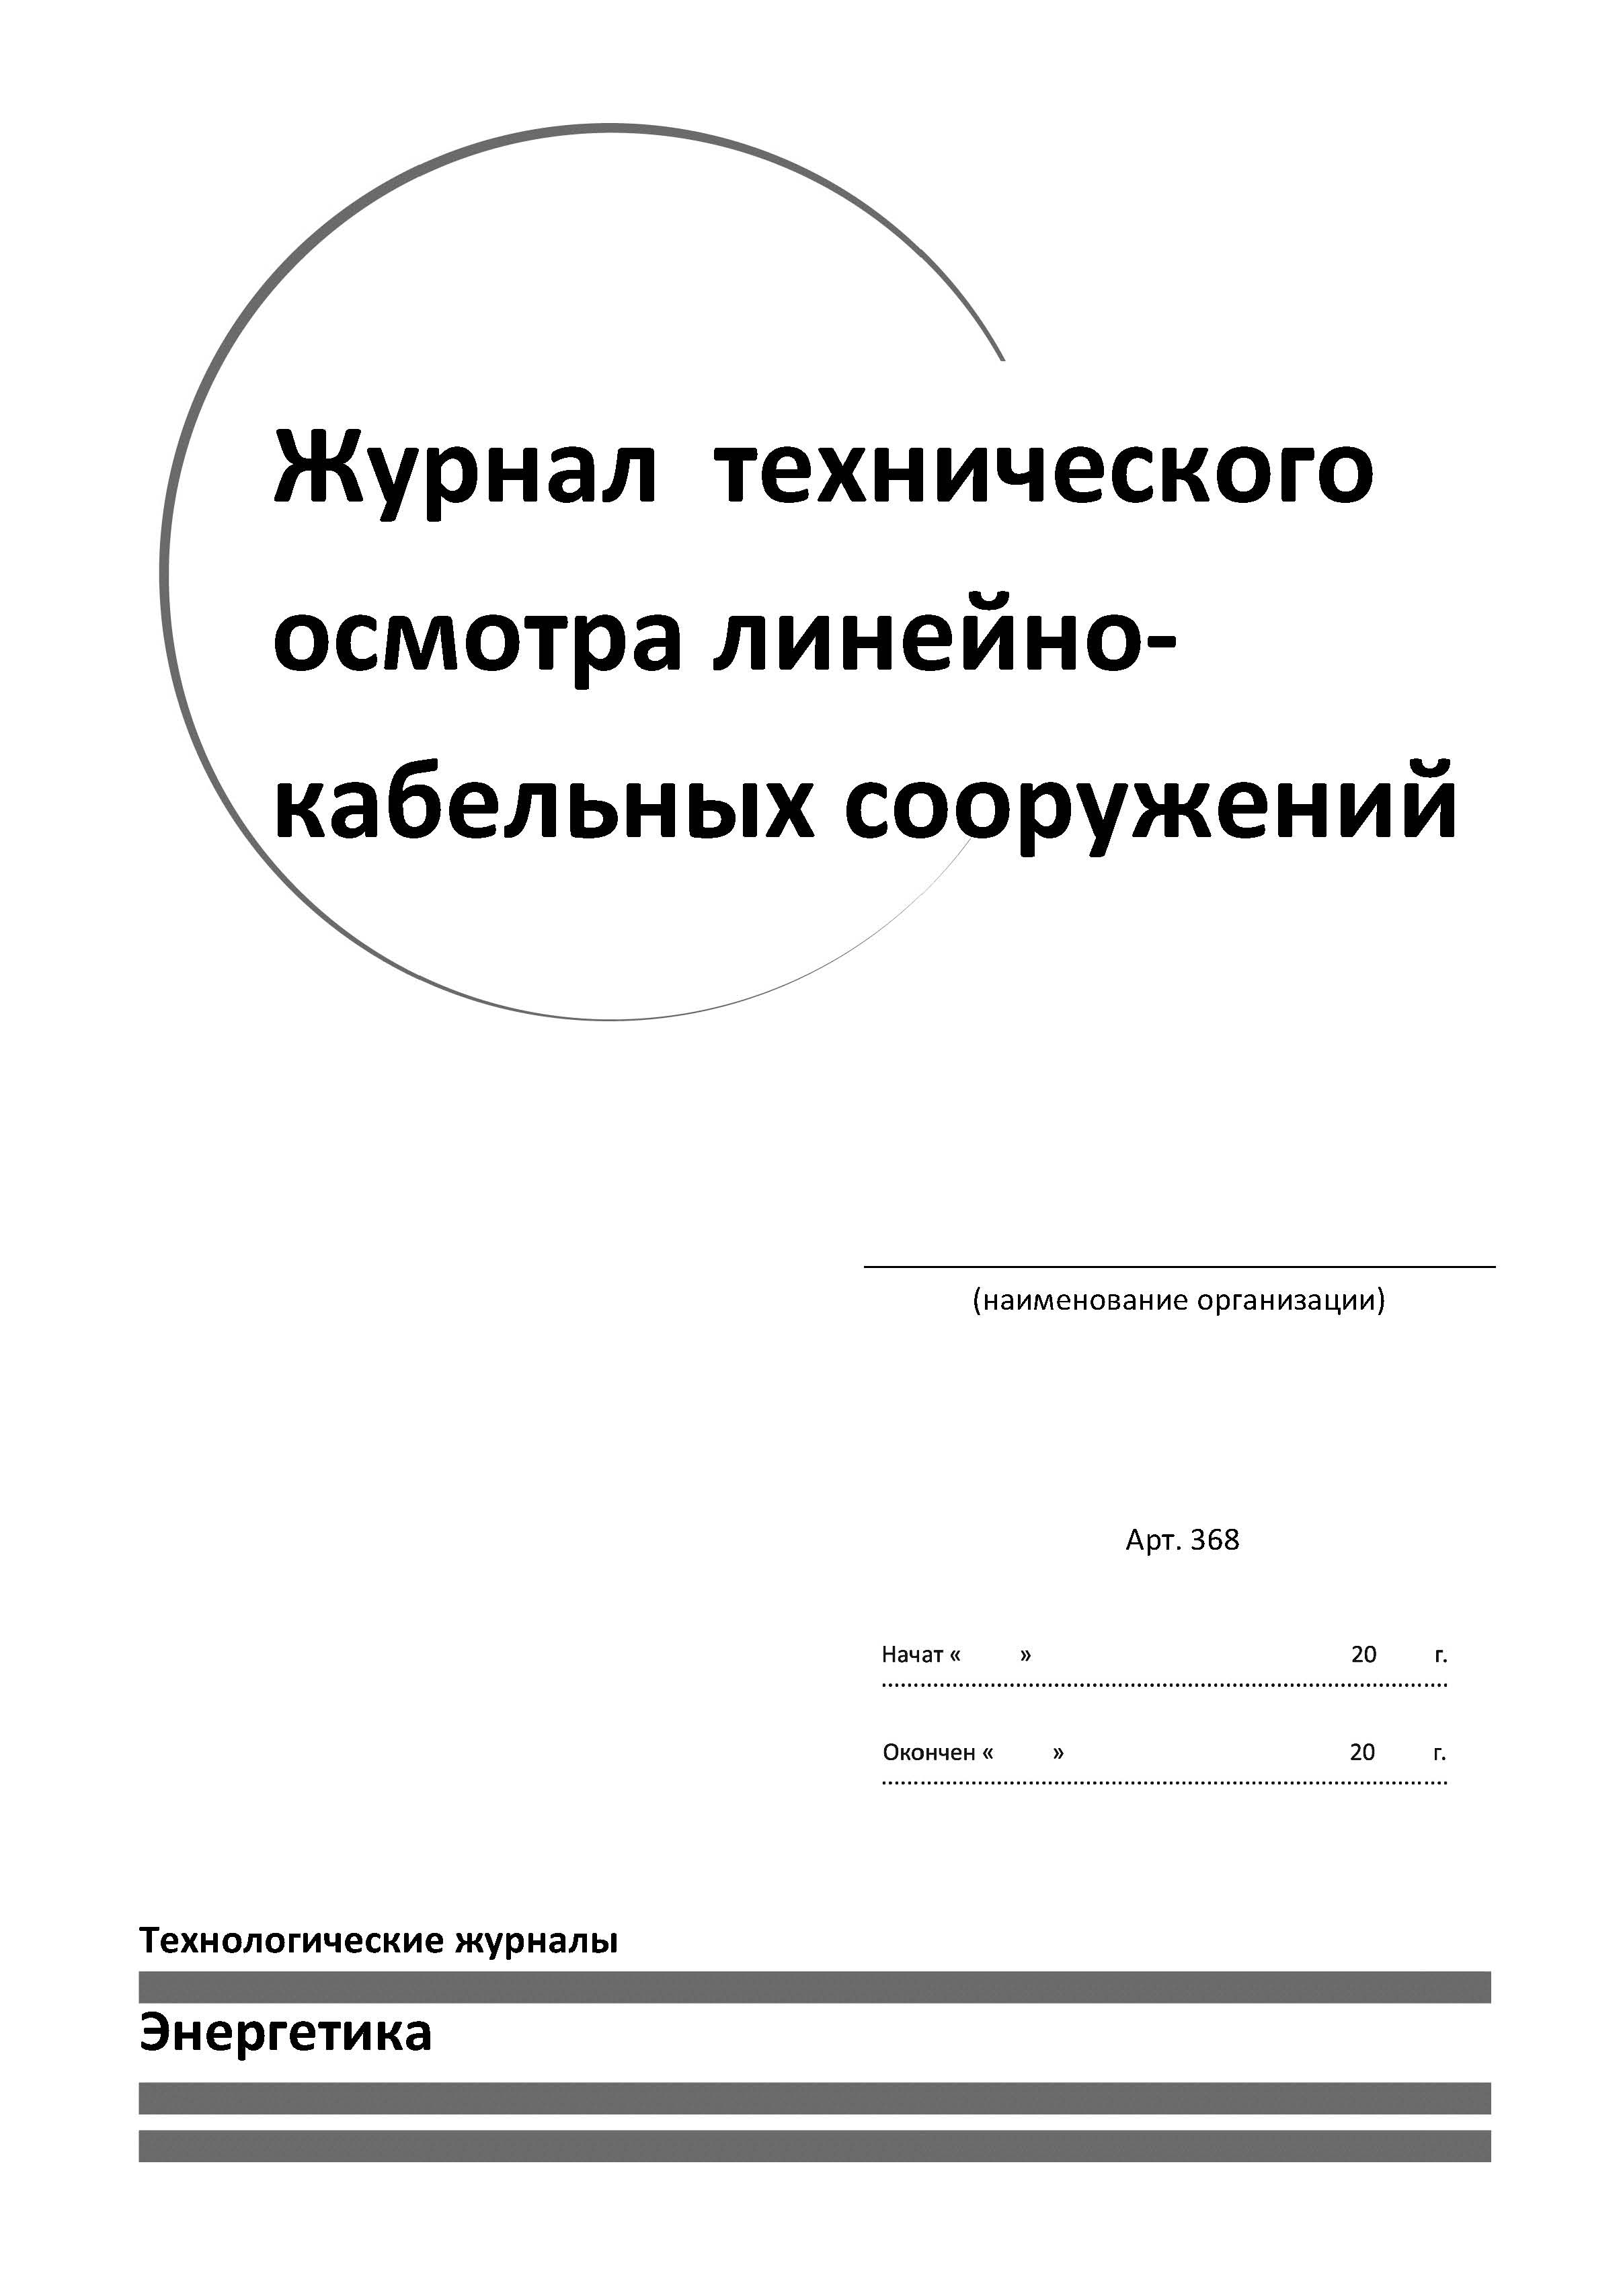 Журнал технического
осмотра линейно-
кабельных сооружений
(наименование организации)
Арт. 368
Начат « » 20 г.
Окончен « » 20 г.
Технологические журналы
Энергетика